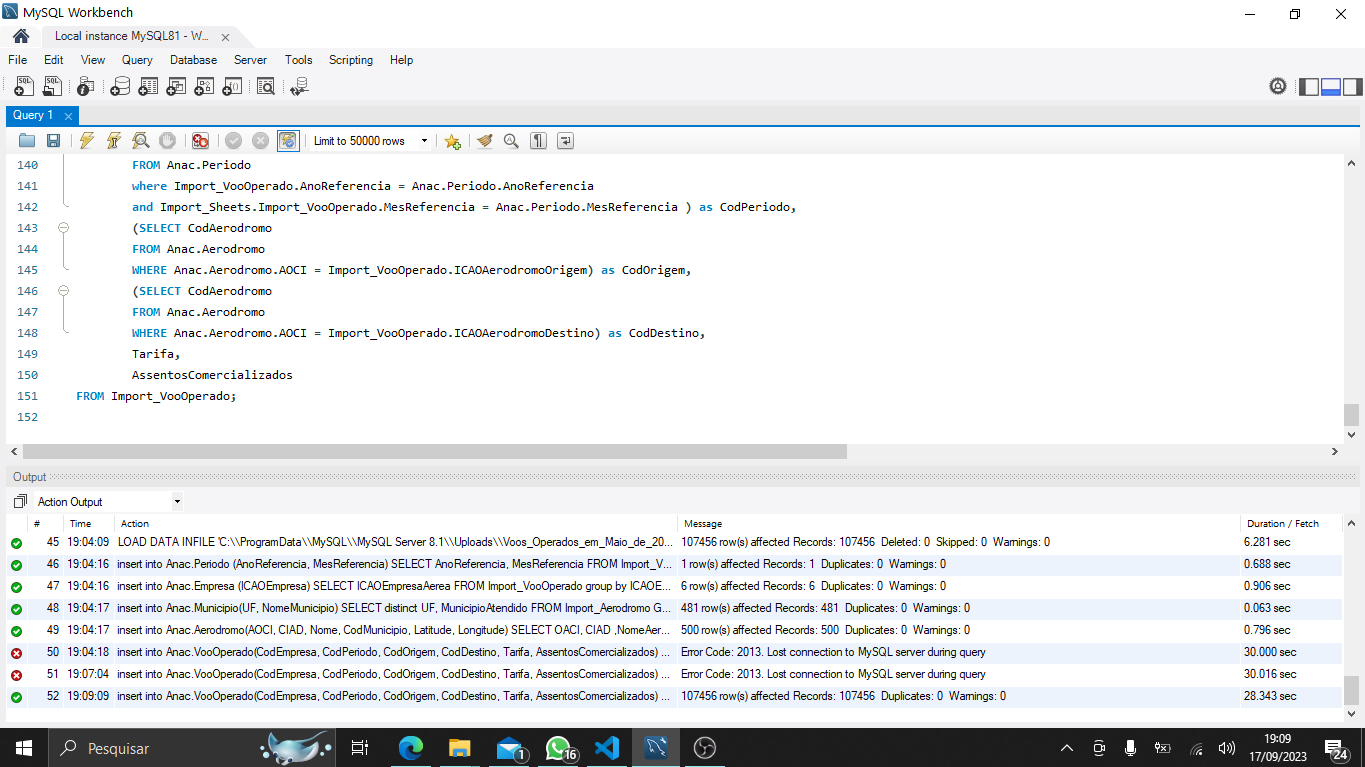 MySQL Workbench
Local instance MySQL81 - W...
File Edit View Query Database Server Tools Scripting Help
Query 1
Limit to 50000 rows
140 FROM Anac.Periodo
141 where Import_VooOperado.AnoReferencia = Anac.Periodo.AnoReferencia
142 and Import_Sheets.Import_VooOperado.MesReferencia = Anac.Periodo.MesReferencia ) as CodPeriodo,
143 (SELECT CodAerodromo
144 FROM Anac.Aerodromo
145 WHERE Anac.Aerodromo.AOCI = Import_VooOperado.ICAOAerodromoOrigem) as CodOrigem,
146 (SELECT CodAerodromo
147 FROM Anac.Aerodromo
148 WHERE Anac.Aerodromo.AOCI = Import_VooOperado.ICAOAerodromoDestino) as CodDestino,
149 Tarifa,
150 AssentosComercializados
151 FROM Import_VooOperado;
152
Output
Action Output
# Time Action Message Duration / Fetch
45 19:04:09 LOAD DATA INFILE 'C:\\ProgramData\\MySQL\\MySQL Server 8.1\\Uploads\\Voos_Operados_em_Maio_de_20... 107456 row(s) affected Records: 107456 Deleted: 0 Skipped: 0 Warnings: 0 6.281 sec
46 19:04:16 insert into Anac.Periodo (AnoReferencia, MesReferencia) SELECT AnoReferencia, MesReferencia FROM Import_V... 1 row(s) affected Records: 1 Duplicates: 0 Warnings: 0 0.688 sec
47 19:04:16 insert into Anac.Empresa (ICAOEmpresa) SELECT ICAOEmpresaAerea FROM Import_VooOperado group by ICAOE... 6 row(s) affected Records: 6 Duplicates: 0 Warnings: 0 0.906 sec
48 19:04:17 insert into Anac.Municipio(UF, NomeMunicipio) SELECT distinct UF, MunicipioAtendido FROM Import_Aerodromo G... 481 row(s) affected Records: 481 Duplicates: 0 Warnings: 0 0.063 sec
49 19:04:17 insert into Anac.Aerodromo(AOCI, CIAD, Nome, CodMunicipio, Latitude, Longitude) SELECT OACI, CIAD ,NomeAer... 500 row(s) affected Records: 500 Duplicates: 0 Warnings: 0 0.796 sec
50 19:04:18 insert into Anac.VooOperado(CodEmpresa, CodPeriodo, CodOrigem, CodDestino, Tarifa, AssentosComercializados) ... Error Code: 2013. Lost connection to MySQL server during query 30.000 sec
51 19:07:04 insert into Anac.VooOperado(CodEmpresa, CodPeriodo, CodOrigem, CodDestino, Tarifa, AssentosComercializados) ... Error Code: 2013. Lost connection to MySQL server during query 30.016 sec
52 19:09:09 insert into Anac.VooOperado(CodEmpresa, CodPeriodo, CodOrigem, CodDestino, Tarifa, AssentosComercializados) ... 107456 row(s) affected Records: 107456 Duplicates: 0 Warnings: 0 28.343 sec
Pesquisar
1
16
19:09
17/09/2023
24